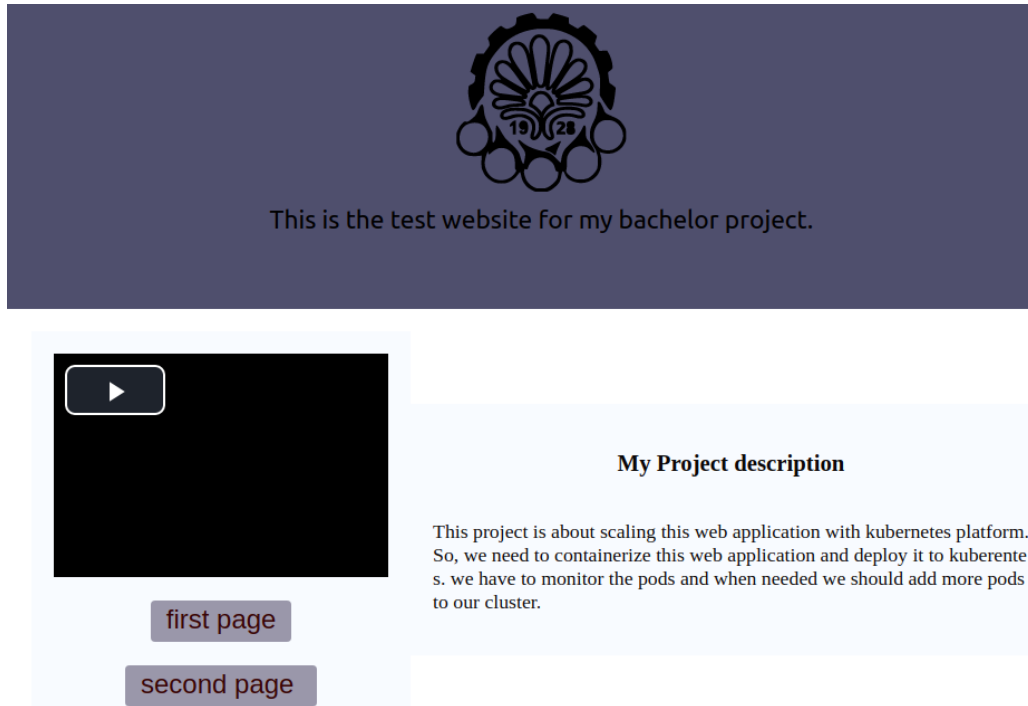 19 28
This is the test website for my bachelor project.
My Project description
This project is about scaling this web application with kubernetes platform.
So, we need to containerize this web application and deploy it to kuberente
s. we have to monitor the pods and when needed we should add more pods
to our cluster.
first page
second page